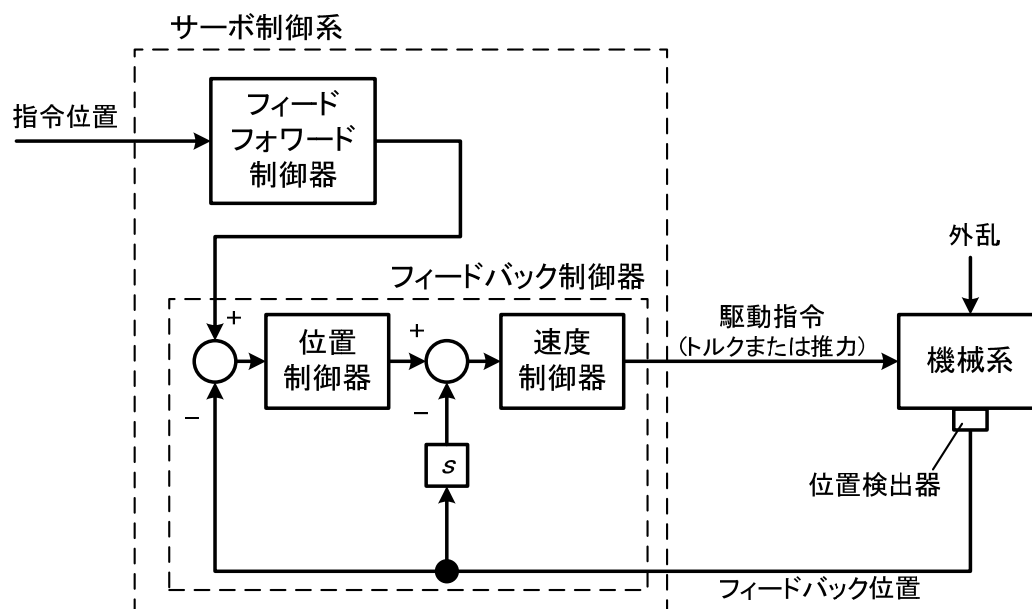 サーボ制御系
指令位置
フィード
フォワード
制御器
外乱
フィードバック制御器
+
位置
制御器
+
速度
制御器
駆動指令
(トルクまたは推力)
機械系
−
−
s
位置検出器
フィードバック位置